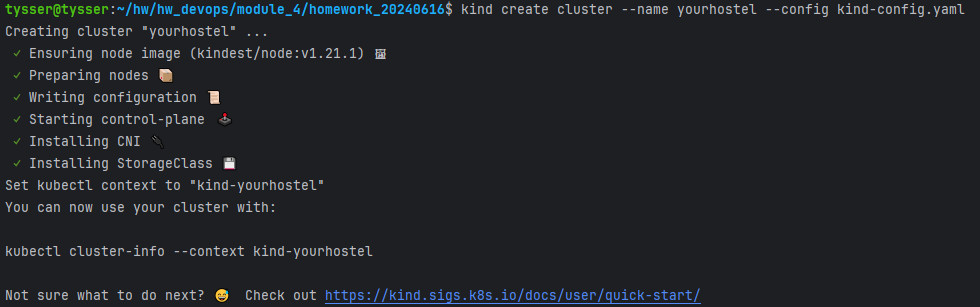 tysser@tysser:~/hw/hw_devops/module_4/homework_20240616$ kind create cluster --name yourhostel --config kind-config.yaml
Creating cluster "yourhostel" ...
✓ Ensuring node image (kindest/node:v1.21.1) 🖼
✓ Preparing nodes 📦
✓ Writing configuration 📜
✓ Starting control-plane 🕹️
✓ Installing CNI 🔌
✓ Installing StorageClass 💾
Set kubectl context to "kind-yourhostel"
You can now use your cluster with:

kubectl cluster-info --context kind-yourhostel

Not sure what to do next? 😅  Check out https://kind.sigs.k8s.io/docs/user/quick-start/